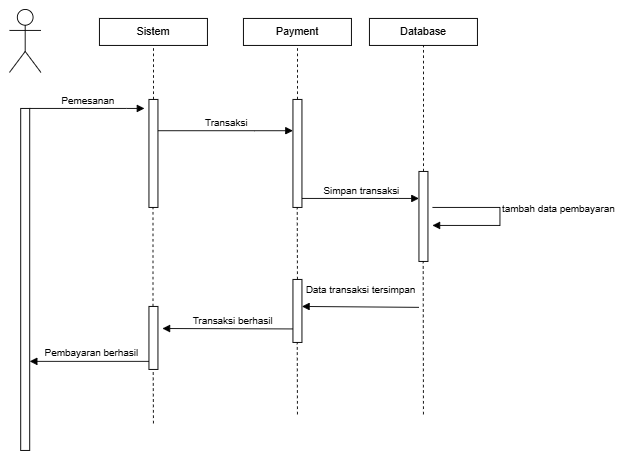 Sistem
Payment
Database
Pemesanan
Transaksi
Simpan transaksi
tambah data pembayaran
Data transaksi tersimpan
Transaksi berhasil
Pembayaran berhasil